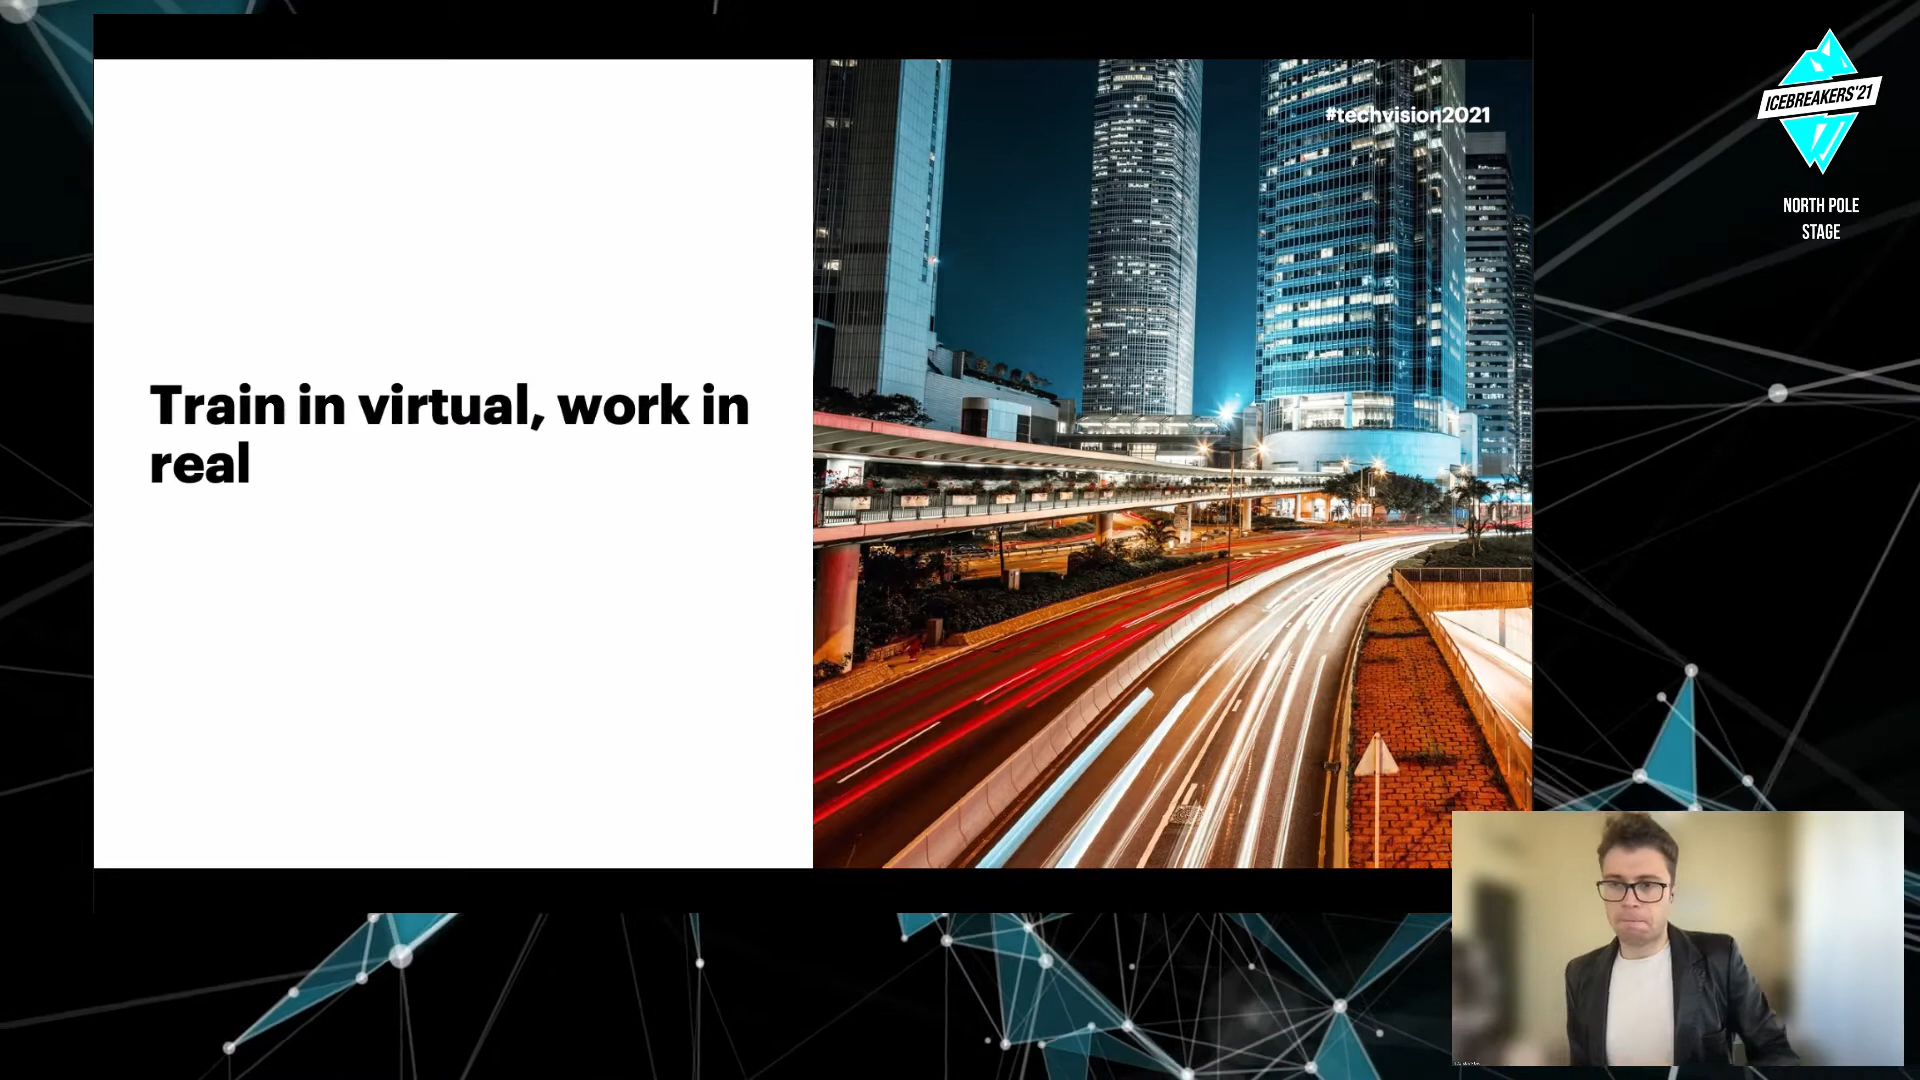 #techvision2021
ICEBREAKERS'21
NORTH POLE
STAGE
Train in virtual, work in
real